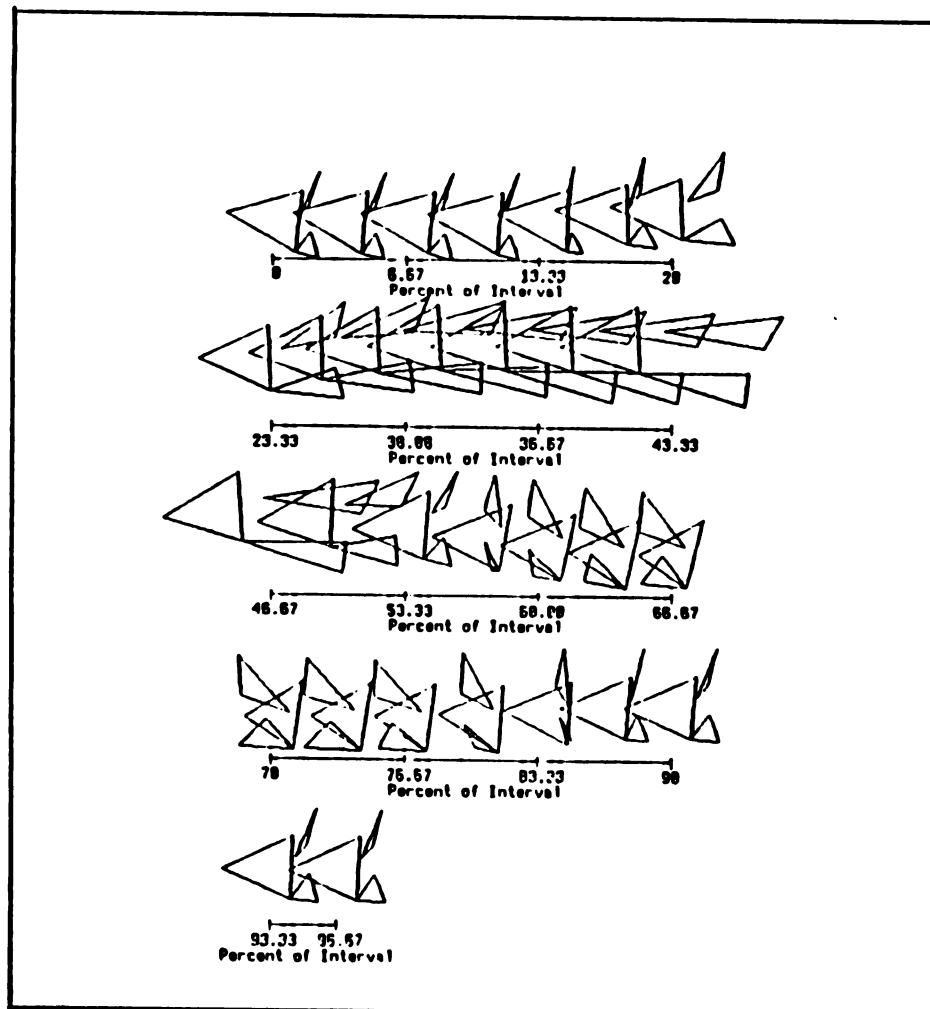 0 6.67 13.33 20
Percent of Interval
23.33 30.00 36.67 43.33
Percent of Interval
46.67 53.33 60.00 66.67
Percent of Interval
70 76.67 83.33 90
Percent of Interval
93.33 96.67
Percent of Interval